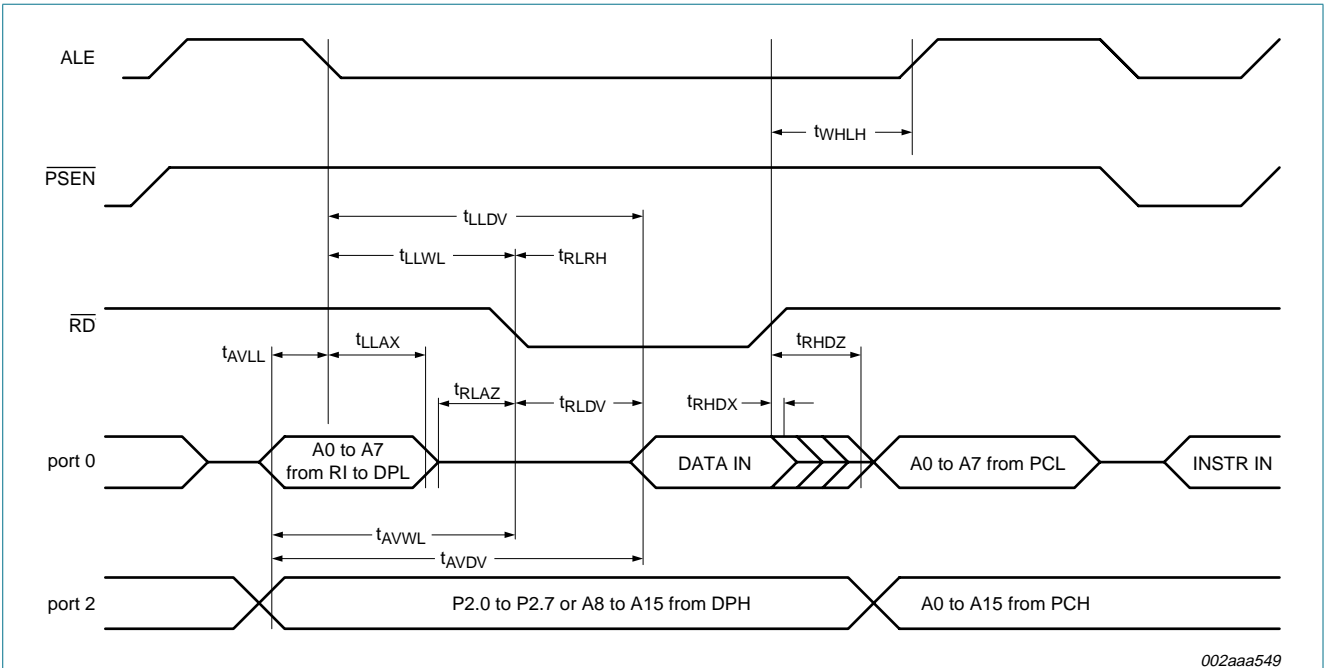 ALE
tWHLH
PSEN
tLLDV
tLLWL
tRLRH
RD
tAVLL
tLLAX
tRHDZ
tRLAZ
tRLDV
tRHDX
port 0
A0 to A7
from RI to DPL
DATA IN
A0 to A7 from PCL
INSTR IN
tAVWL
tAVDV
port 2
P2.0 to P2.7 or A8 to A15 from DPH
A0 to A15 from PCH
002aaa549